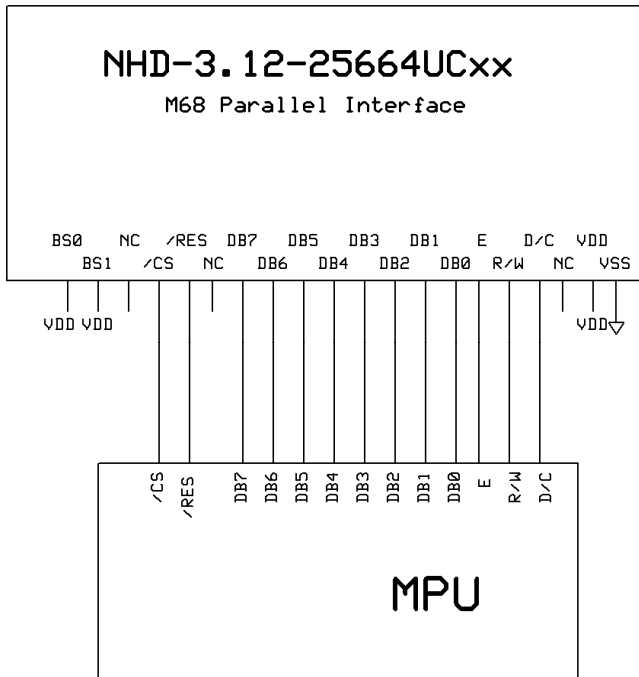 NHD-3.12-25664UCxx
M68 Parallel Interface
BS0 NC /RES DB7 DB5 DB3 DB1 E D/C VDD
BS1 /CS NC DB6 DB4 DB2 DB0 R/W NC VSS
VDD VDD VDD
/CS /RES DB7 DB6 DB5 DB4 DB3 DB2 DB1 DB0 E R/W D/C
MPU